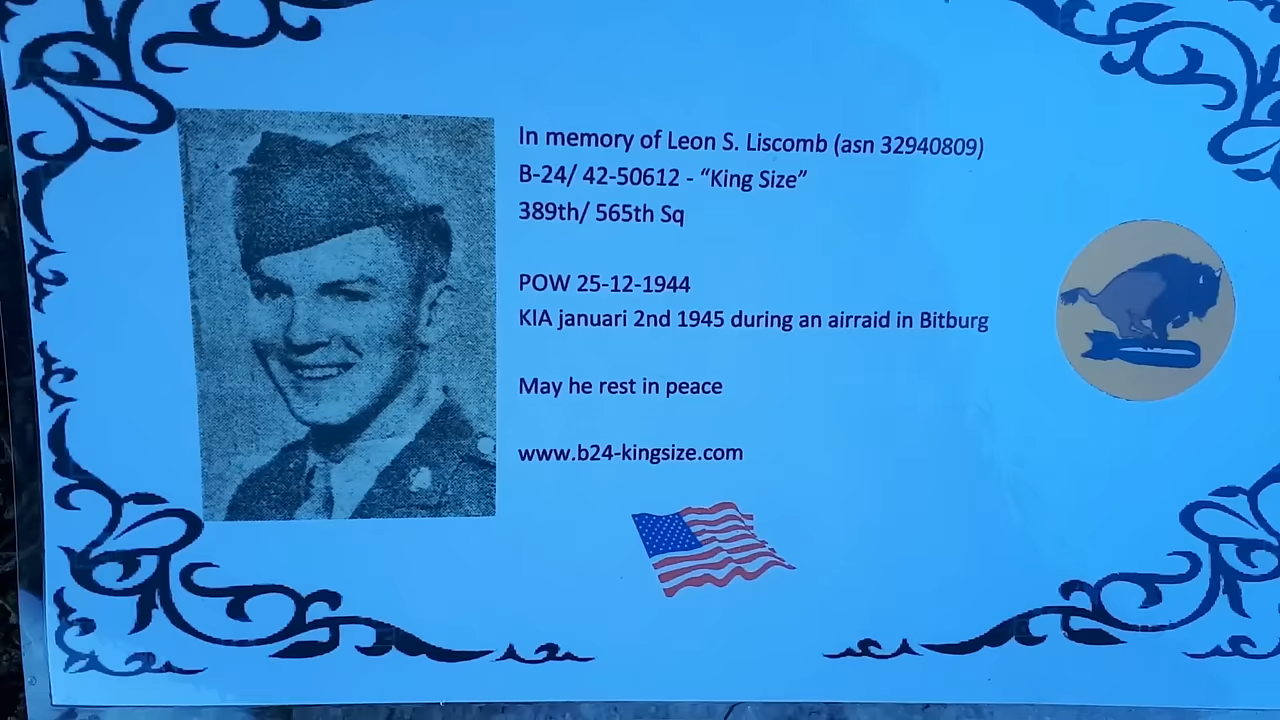 In memory of Leon S. Liscomb (asn 32940809)
B-24/ 42-50612 - “King Size”
389th/ 565th Sq
POW 25-12-1944
KIA januari 2nd 1945 during an airraid in Bitburg
May he rest in peace
www.b24-kingsize.com